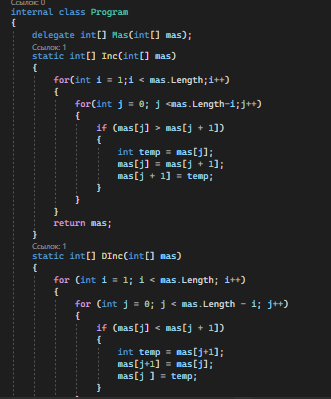 Ссылок: 0
internal class Program
{
delegate int[] Mas(int[] mas);
Ссылок: 1
static int[] Inc(int[] mas)
{
for(int i = 1;i < mas.Length;i++)
{
for(int j = 0; j <mas.Length-i;j++)
{
if (mas[j] > mas[j + 1])
{
int temp = mas[j];
mas[j] = mas[j + 1];
mas[j + 1] = temp;
}
}
}
return mas;
}
Ссылок: 1
static int[] DInc(int[] mas)
{
for (int i = 1; i < mas.Length; i++)
{
for (int j = 0; j < mas.Length - i; j++)
{
if (mas[j] < mas[j + 1])
{
int temp = mas[j+1];
mas[j+1] = mas[j];
mas[j ] = temp;
}